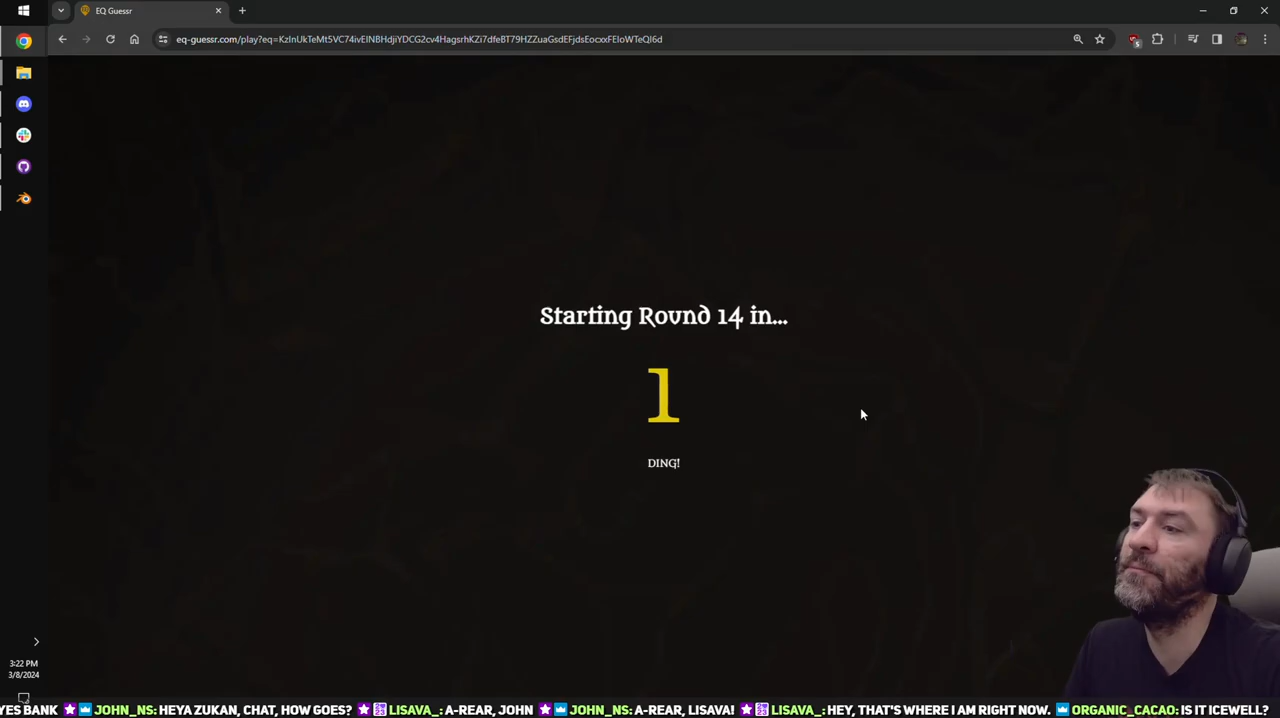 EQ Guessr
eq-guessr.com/play?eq=KzInUkTeMt5VC74ivEINBHdjiYDCG2cv4HagsrhKZi7dfeBT79HZZuaGsdEFjdsEocxxFEIoWTeQI6d
Starting Round 14 in...
1
DING!
3:22 PM
3/8/2024
YES BANK JOHN_NS: HEYA ZUKAN, CHAT, HOW GOES? LISAVA_: A-REAR, JOHN JOHN_NS: A-REAR, LISAVA! LISAVA_: HEY, THAT'S WHERE I AM RIGHT NOW. ORGANIC_CACAO: IS IT ICEWELL?